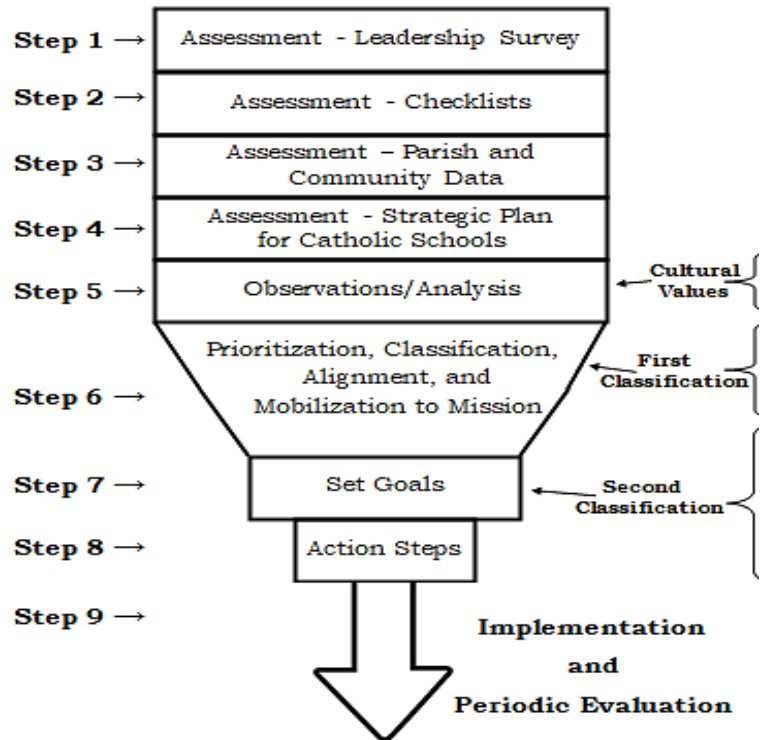 Step 1 → Assessment - Leadership Survey
Step 2 → Assessment - Checklists
Step 3 → Assessment – Parish and
Community Data
Step 4 → Assessment - Strategic Plan
for Catholic Schools
Step 5 → Observations/Analysis
Cultural
Values
Prioritization, Classification,
Alignment, and
Step 6 → Mobilization to Mission
First
Classification
Step 7 → Set Goals
Second
Classification
Step 8 → Action Steps
Step 9 →
Implementation
and
Periodic Evaluation